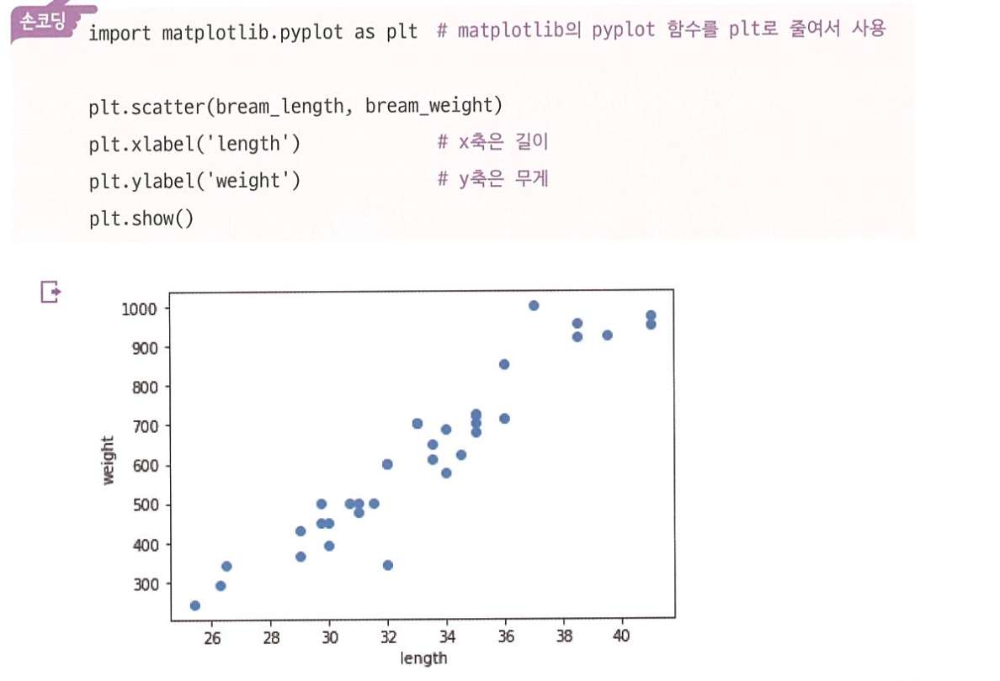 손코딩
import matplotlib.pyplot as plt # matplotlib의 pyplot 함수를 plt로 줄여서 사용
plt.scatter(bream_length, bream_weight)
plt.xlabel('length') # x축은 길이
plt.ylabel('weight') # y축은 무게
plt.show()
1000
900
800
700
600
500
400
300
weight
26 28 30 32 34 36 38 40
length